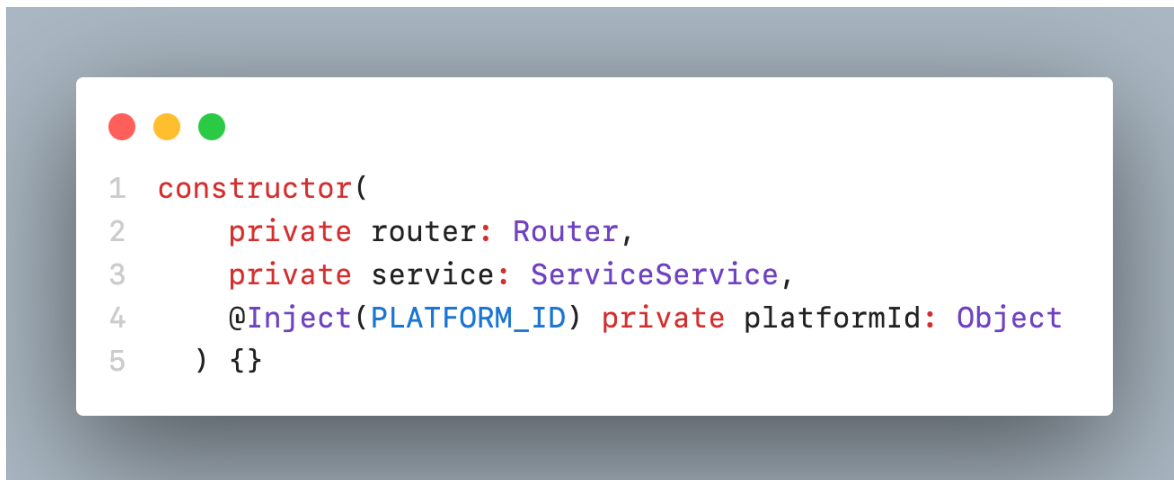 1 constructor(
2     private router: Router,
3     private service: ServiceService,
4     @Inject(PLATFORM_ID) private platformId: Object
5   ) {}